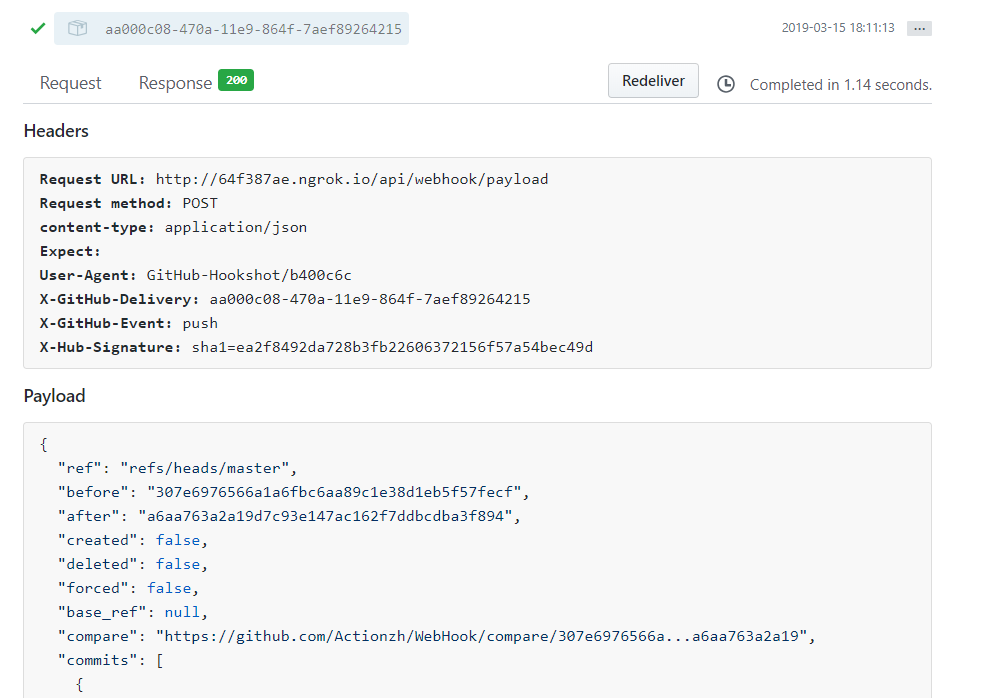 aa000c08-470a-11e9-864f-7aef89264215 2019-03-15 18:11:13 ...
Request Response 200 Redeliver Completed in 1.14 seconds.
Headers
Request URL: http://64f387ae.ngrok.io/api/webhook/payload
Request method: POST
content-type: application/json
Expect:
User-Agent: GitHub-Hookshot/b400c6c
X-GitHub-Delivery: aa000c08-470a-11e9-864f-7aef89264215
X-GitHub-Event: push
X-Hub-Signature: sha1=ea2f8492da728b3fb22606372156f57a54bec49d
Payload
{
"ref": "refs/heads/master",
"before": "307e6976566a1a6fbc6aa89c1e38d1eb5f57fecf",
"after": "a6aa763a2a19d7c93e147ac162f7ddbcdba3f894",
"created": false,
"deleted": false,
"forced": false,
"base_ref": null,
"compare": "https://github.com/Actionzh/WebHook/compare/307e6976566a...a6aa763a2a19",
"commits": [
{